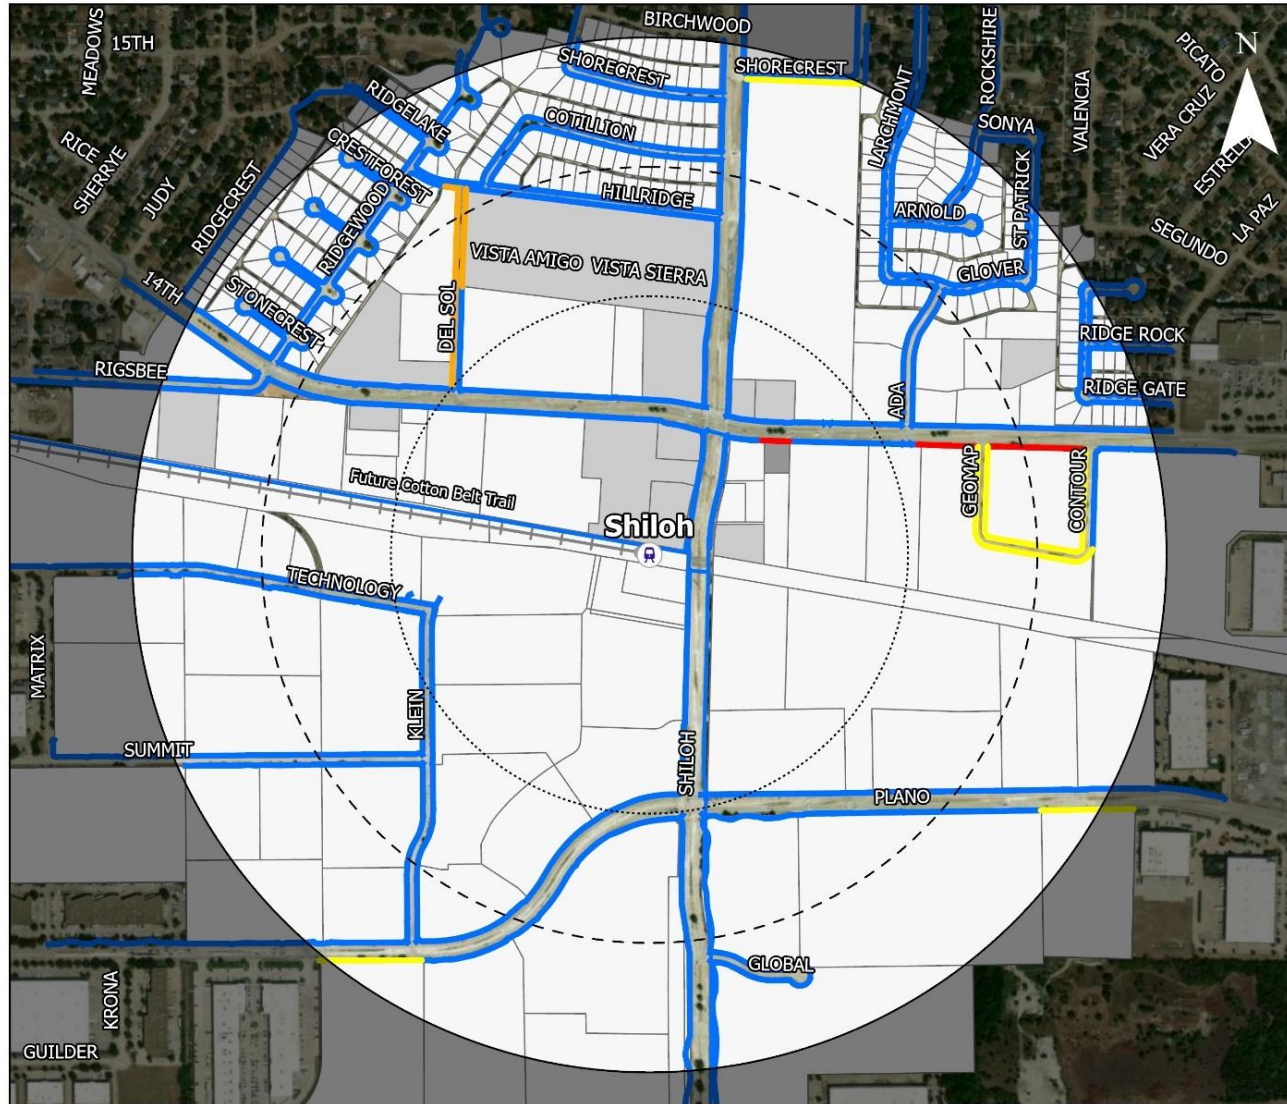 BIRCHWOOD
MEADOWS
15TH
ROCKSHIRE
PICATO
N
SHORECREST
SHORECREST
LARCHMONT
VALENCIA
VERA CRUZ
RIDGELAKE
COTILLION
SONYA
RICE
SHERRYE
CRESTFOREST
ESTRELLA
JUDY
RIDGECREST
RIDGEWOOD
HILLRIDGE
ARNOLD
ST PATRICK
LA PAZ
SEGUNDO
VISTA AMIGO
VISTA SIERRA
GLOVER
14TH
STONECREST
DEL SOL
RIDGE ROCK
RIGSBEE
ADA
RIDGE GATE
Future Cotton Belt Trail
GEOMAP
CONTOUR
Shiloh
TECHNOLOGY
MATRIX
KLEIN
SUMMIT
SHILOH
PLANO
GLOBAL
KRONA
GUILDER